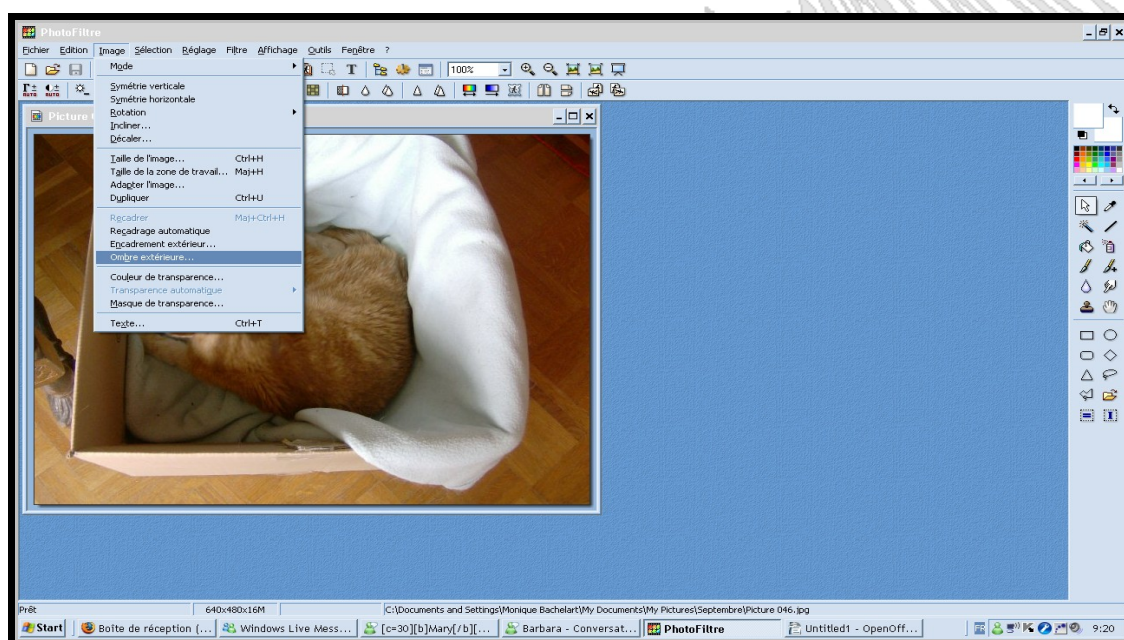 PhotoFiltre
Fichier Edition Image Sélection Réglage Filtre Affichage Outils Fenêtre ?
Mode
100%
Symétrie verticale
Symétrie horizontale
Rotation
Incliner...
Décaler...
Picture
Taille de l'image... Ctrl+H
Taille de la zone de travail... Maj+H
Adapter l'image...
Dupliquer Ctrl+U
Recadrer Maj+Ctrl+H
Recadrage automatique
Encadrement extérieur...
Ombre extérieure...
Couleur de transparence...
Transparence automatique
Masque de transparence...
Texte... Ctrl+T
Prêt 640x480x16M C:\Documents and Settings\Monique Bachelart\My Documents\My Pictures\Septembre\Picture 046.jpg
Start Boîte de réception (... Windows Live Mess... [c=30][b]Mary[/b][... Barbara - Conversat... PhotoFiltre Untitled1 - OpenOff... FR 9:20